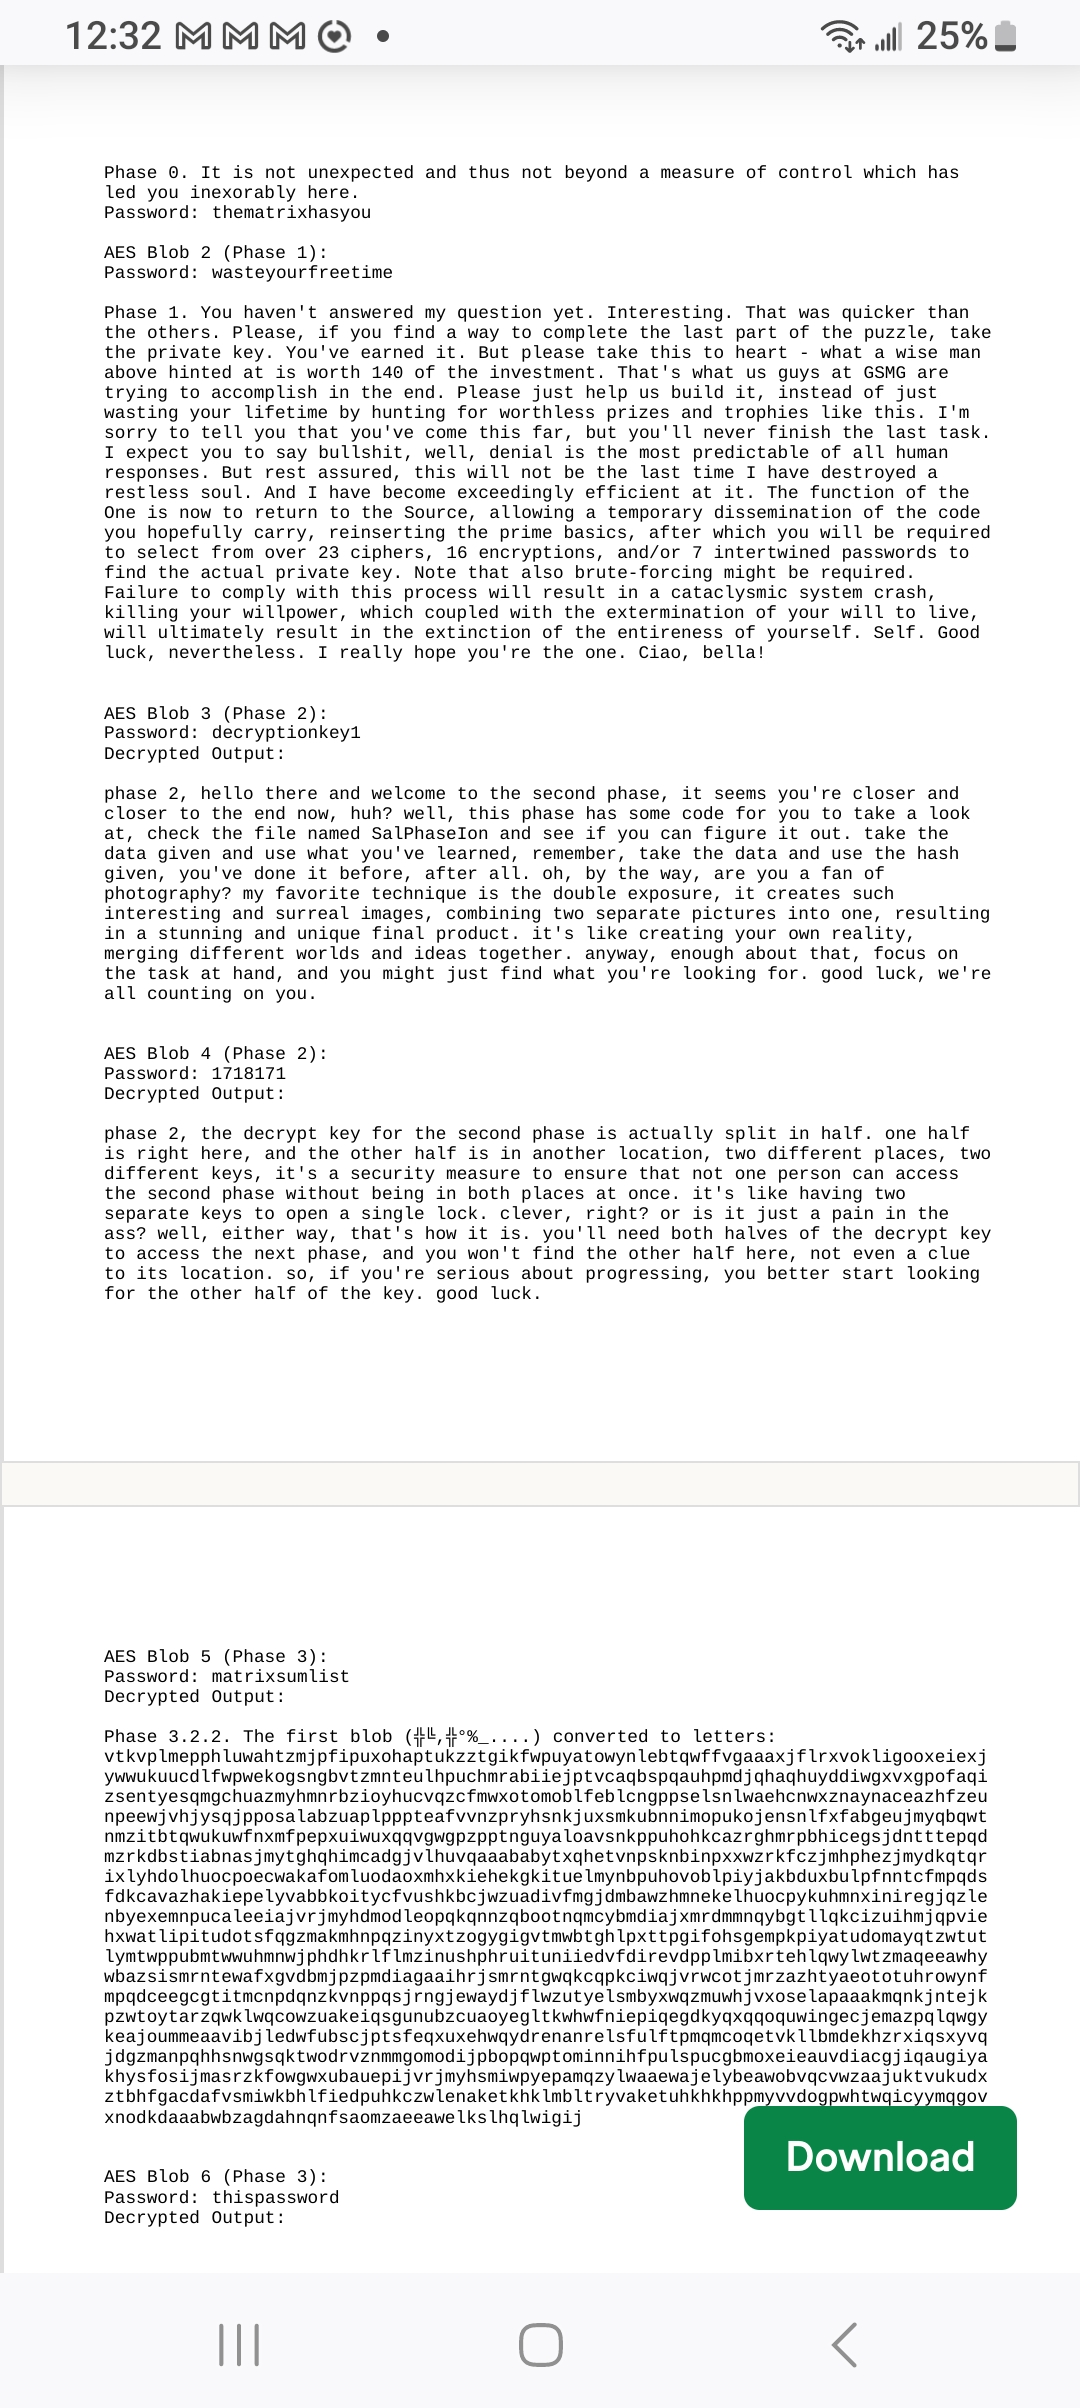 12:32
25%
Phase 0. It is not unexpected and thus not beyond a measure of control which has
led you inexorably here.
Password: thematrixhasyou
AES Blob 2 (Phase 1):
Password: wasteyourfreetime
Phase 1. You haven't answered my question yet. Interesting. That was quicker than
the others. Please, if you find a way to complete the last part of the puzzle, take
the private key. You've earned it. But please take this to heart - what a wise man
above hinted at is worth 140 of the investment. That's what us guys at GSMG are
trying to accomplish in the end. Please just help us build it, instead of just
wasting your lifetime by hunting for worthless prizes and trophies like this. I'm
sorry to tell you that you've come this far, but you'll never finish the last task.
I expect you to say bullshit, well, denial is the most predictable of all human
responses. But rest assured, this will not be the last time I have destroyed a
restless soul. And I have become exceedingly efficient at it. The function of the
One is now to return to the Source, allowing a temporary dissemination of the code
you hopefully carry, reinserting the prime basics, after which you will be required
to select from over 23 ciphers, 16 encryptions, and/or 7 intertwined passwords to
find the actual private key. Note that also brute-forcing might be required.
Failure to comply with this process will result in a cataclysmic system crash,
killing your willpower, which coupled with the extermination of your will to live,
will ultimately result in the extinction of the entireness of yourself. Self. Good
luck, nevertheless. I really hope you're the one. Ciao, bella!
AES Blob 3 (Phase 2):
Password: decryptionkey1
Decrypted Output:
phase 2, hello there and welcome to the second phase, it seems you're closer and
closer to the end now, huh? well, this phase has some code for you to take a look
at, check the file named SalPhaseIon and see if you can figure it out. take the
data given and use what you've learned, remember, take the data and use the hash
given, you've done it before, after all. oh, by the way, are you a fan of
photography? my favorite technique is the double exposure, it creates such
interesting and surreal images, combining two separate pictures into one, resulting
in a stunning and unique final product. it's like creating your own reality,
merging different worlds and ideas together. anyway, enough about that, focus on
the task at hand, and you might just find what you're looking for. good luck, we're
all counting on you.
AES Blob 4 (Phase 2):
Password: 1718171
Decrypted Output:
phase 2, the decrypt key for the second phase is actually split in half. one half
is right here, and the other half is in another location, two different places, two
different keys, it's a security measure to ensure that not one person can access
the second phase without being in both places at once. it's like having two
separate keys to open a single lock. clever, right? or is it just a pain in the
ass? well, either way, that's how it is. you'll need both halves of the decrypt key
to access the next phase, and you won't find the other half here, not even a clue
to its location. so, if you're serious about progressing, you better start looking
for the other half of the key. good luck.
AES Blob 5 (Phase 3):
Password: matrixsumlist
Decrypted Output:
Phase 3.2.2. The first blob (╬╚,╬°%_....) converted to letters:
vtkvplmepphluwahtzmjpfipuxohaptukzztgikfwpuyatowynlebtqwffvgaaaxjflrxvokligooxeiexj
ywwukuucdlfwpwekogsngbvtzmnteulhpuchmrabiiejptvcaqbspqauhpmdjqhaqhuyddiwgxvxgpofaqi
zsentyesqmgchuazmyhmnrbzioyhucvqzcfmwxotomoblfeblcngppselsnlwaehcnwxznaynaceazhfzeu
npeewjvhjysqjpposalabzuaplpppteafvvnzpryhsnkjuxsmkubnnimopukojensnlfxfabgeujmyqbqwt
nmzitbtqwukuwfnxmfpepxuiwuxqqvgwgpzpptnguyaloavsnkppuhohkcazrghmrpbhicegsjdntttepqd
mzrkdbstiabnasjmytghqhimcadgjvlhuvqaaababytxqhetvnpsknbinpxxwzrkfczjmhphezjmydkqtqr
ixlyhdolhuocpoecwakafomluodaoxmhxkiehekgkituelmynbpuhovoblpiyjakbduxbulpfnntcfmpqds
fdkcavazhakiepelyvabbkoitycfvushkbcjwzuadivfmgjdmbawzhmnekelhuocpykuhmnxiniregjqzle
nbyexemnpucaleeiajvrjmyhdmodleopqkqnnzqbootnqmcybmdiajxmrdmmnqybgtllqkcizuihmjqpvie
hxwatlipitudotsfqgzmakmhnpqzinyxtzogygigvtmwbtghlpxttpgifohsgempkpiyatudomayqtzwtut
lymtwppubmtwwuhmnwjphdhkrlflmzinushphruituniiedvfdirevdpplmibxrtehlqwylwtzmaqeeawhy
wbazsismrntewafxgvdbmjpzpmdiagaaihrjsmrntgwqkcqpkciwqjvrwcotjmrzazhtyaeototuhrowynf
mpqdceegcgtitmcnpdqnzkvnppqsjrngjewaydjflwzutyelsmbyxwqzmuwhjvxoselapaaakmqnkjntejk
pzwtoytarzqwklwqcowzuakeiqsgunubzcuaoyegltkwhwfniepiqegdkyqxqqoquwingecjemazpqlqwgy
keajoummeaavibjledwfubscjptsfeqxuxehwqydrenanrelsfulftpmqmcoqetvkllbmdekhzrxiqsxyvq
jdgzmanpqhhsnwgsqktwodrvznmmgomodijpbopqwptominnihfpulspucgbmoxeieauvdiacgjiqaugiya
khysfosijmasrzkfowgwxubauepijvrjmyhsmiwpyepamqzylwaaewajelybeawobvqcvwzaajuktvukudx
ztbhfgacdafvsmiwkbhlfiedpuhkczwlenaketkhklmbltryvaketuhkhkhppmyvvdogpwhtwqicyymqgov
xnodkdaaabwbzagdahnqnfsaomzaeeawelkslhqlwigij
AES Blob 6 (Phase 3):
Password: thispassword
Decrypted Output:
Download